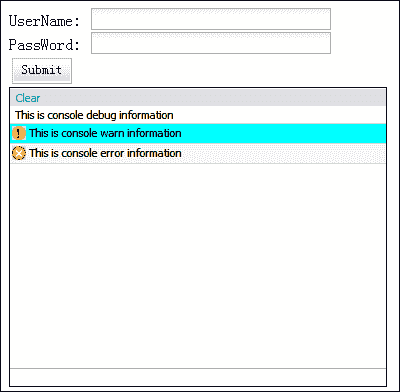 UserName:
PassWord:
Submit
Clear
This is console debug information
This is console warn information
This is console error information